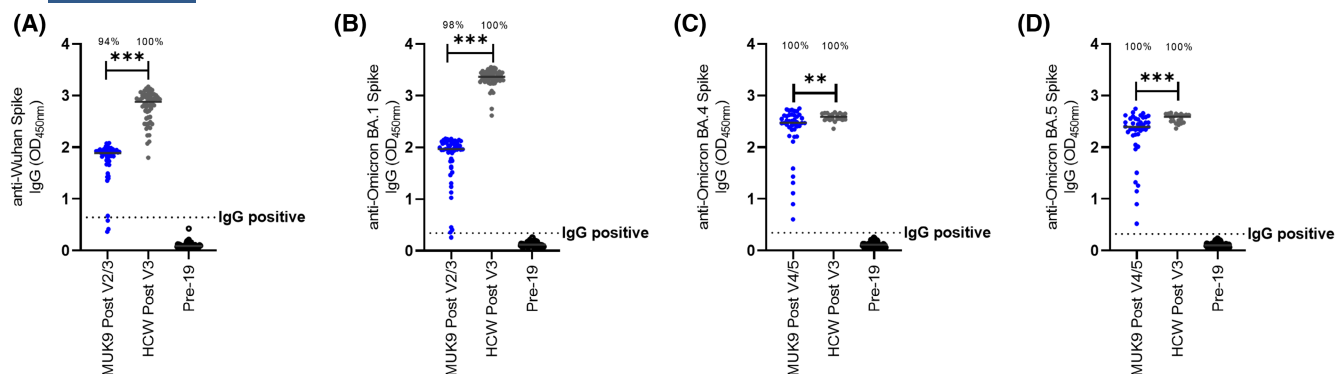 (A)
94% 100%
***
anti-Wuhan Spike
IgG (OD450nm)
4
3
2
1
0
IgG positive
MUK9 Post V2/3
HCW Post V3
Pre-19
(B)
98% 100%
***
anti-Omicron BA.1 Spike
IgG (OD450nm)
4
3
2
1
0
IgG positive
MUK9 Post V2/3
HCW Post V3
Pre-19
(C)
100% 100%
**
anti-Omicron BA.4 Spike
IgG (OD450nm)
4
3
2
1
0
IgG positive
MUK9 Post V4/5
HCW Post V3
Pre-19
(D)
100% 100%
***
anti-Omicron BA.5 Spike
IgG (OD450nm)
4
3
2
1
0
IgG positive
MUK9 Post V4/5
HCW Post V3
Pre-19